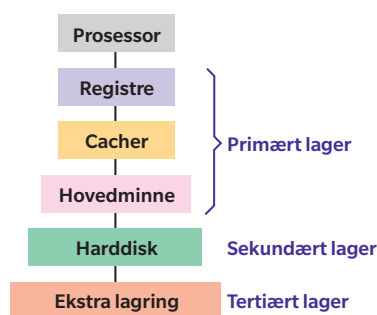 Prosessor
Registre
Cacher
Primært lager
Hovedminne
Harddisk
Sekundært lager
Ekstra lagring
Tertiært lager